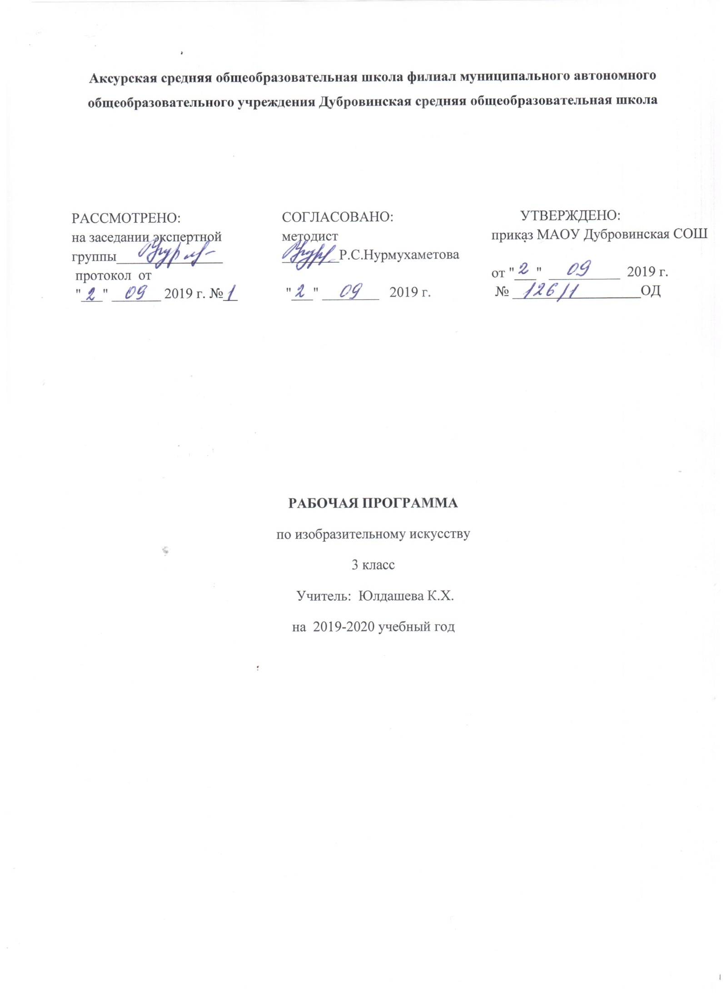 Аксурская средняя общеобразовательная школа филиал муниципального автономного
общеобразовательного учреждения Дубровинская средняя общеобразовательная школа
РАССМОТРЕНО:
на заседании экспертной
группы
протокол от
"2" 09 2019 г. №1
СОГЛАСОВАНО:
методист
Р.С.Нурмухаметова
"2" 09 2019 г.
УТВЕРЖДЕНО:
приказ МАОУ Дубровинская СОШ
от "2" 09 2019 г.
№ 126/1 ОД
РАБОЧАЯ ПРОГРАММА
по изобразительному искусству
3 класс
Учитель: Юлдашева К.Х.
на 2019-2020 учебный год